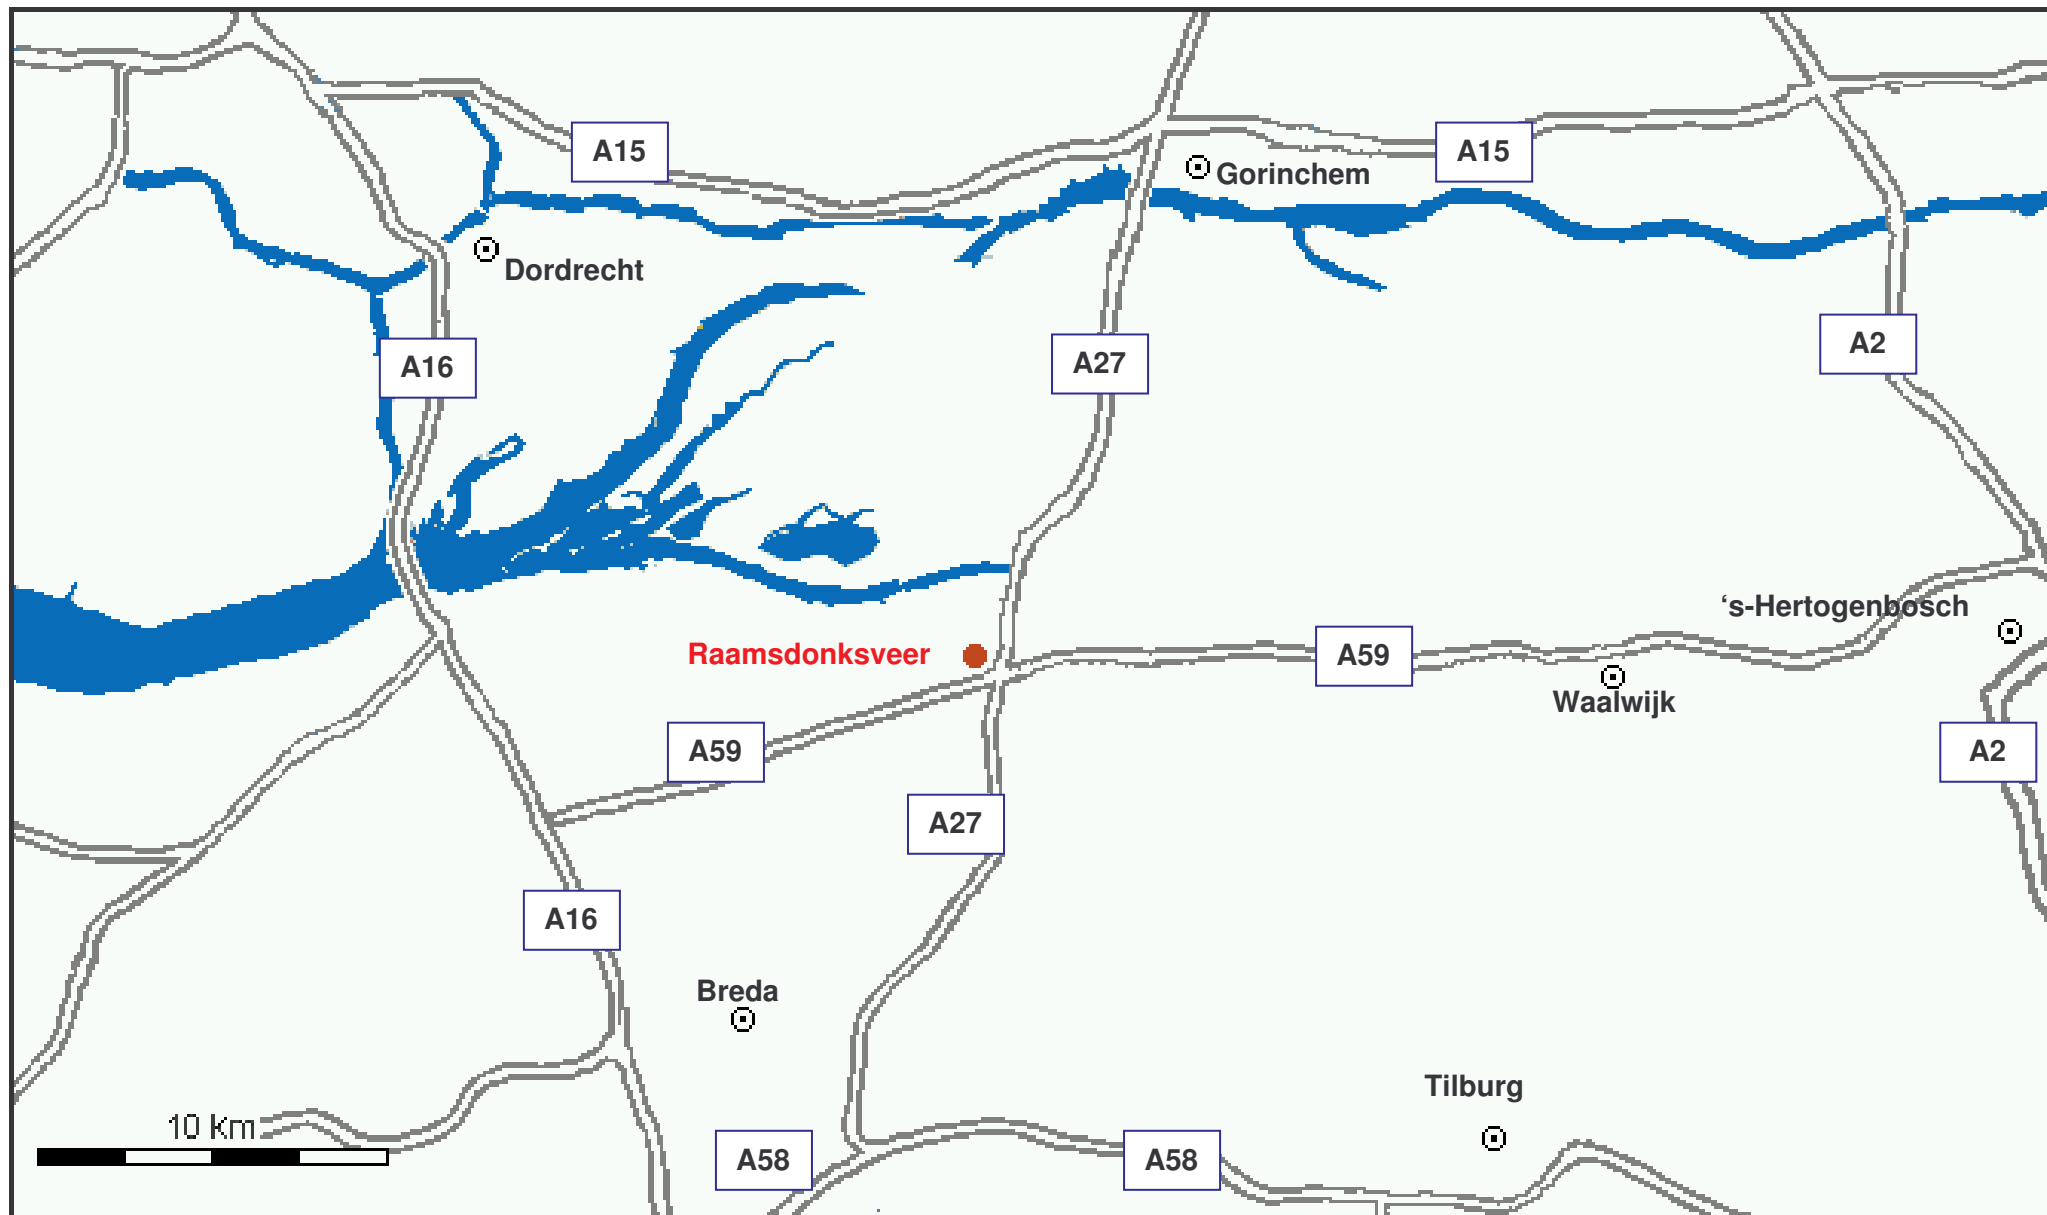 A15
A15
Gorinchem
Dordrecht
A16
A27
A2
's-Hertogenbosch
Raamsdonksveer
A59
Waalwijk
A59
A2
A27
A16
Breda
Tilburg
10 Km
A58
A58